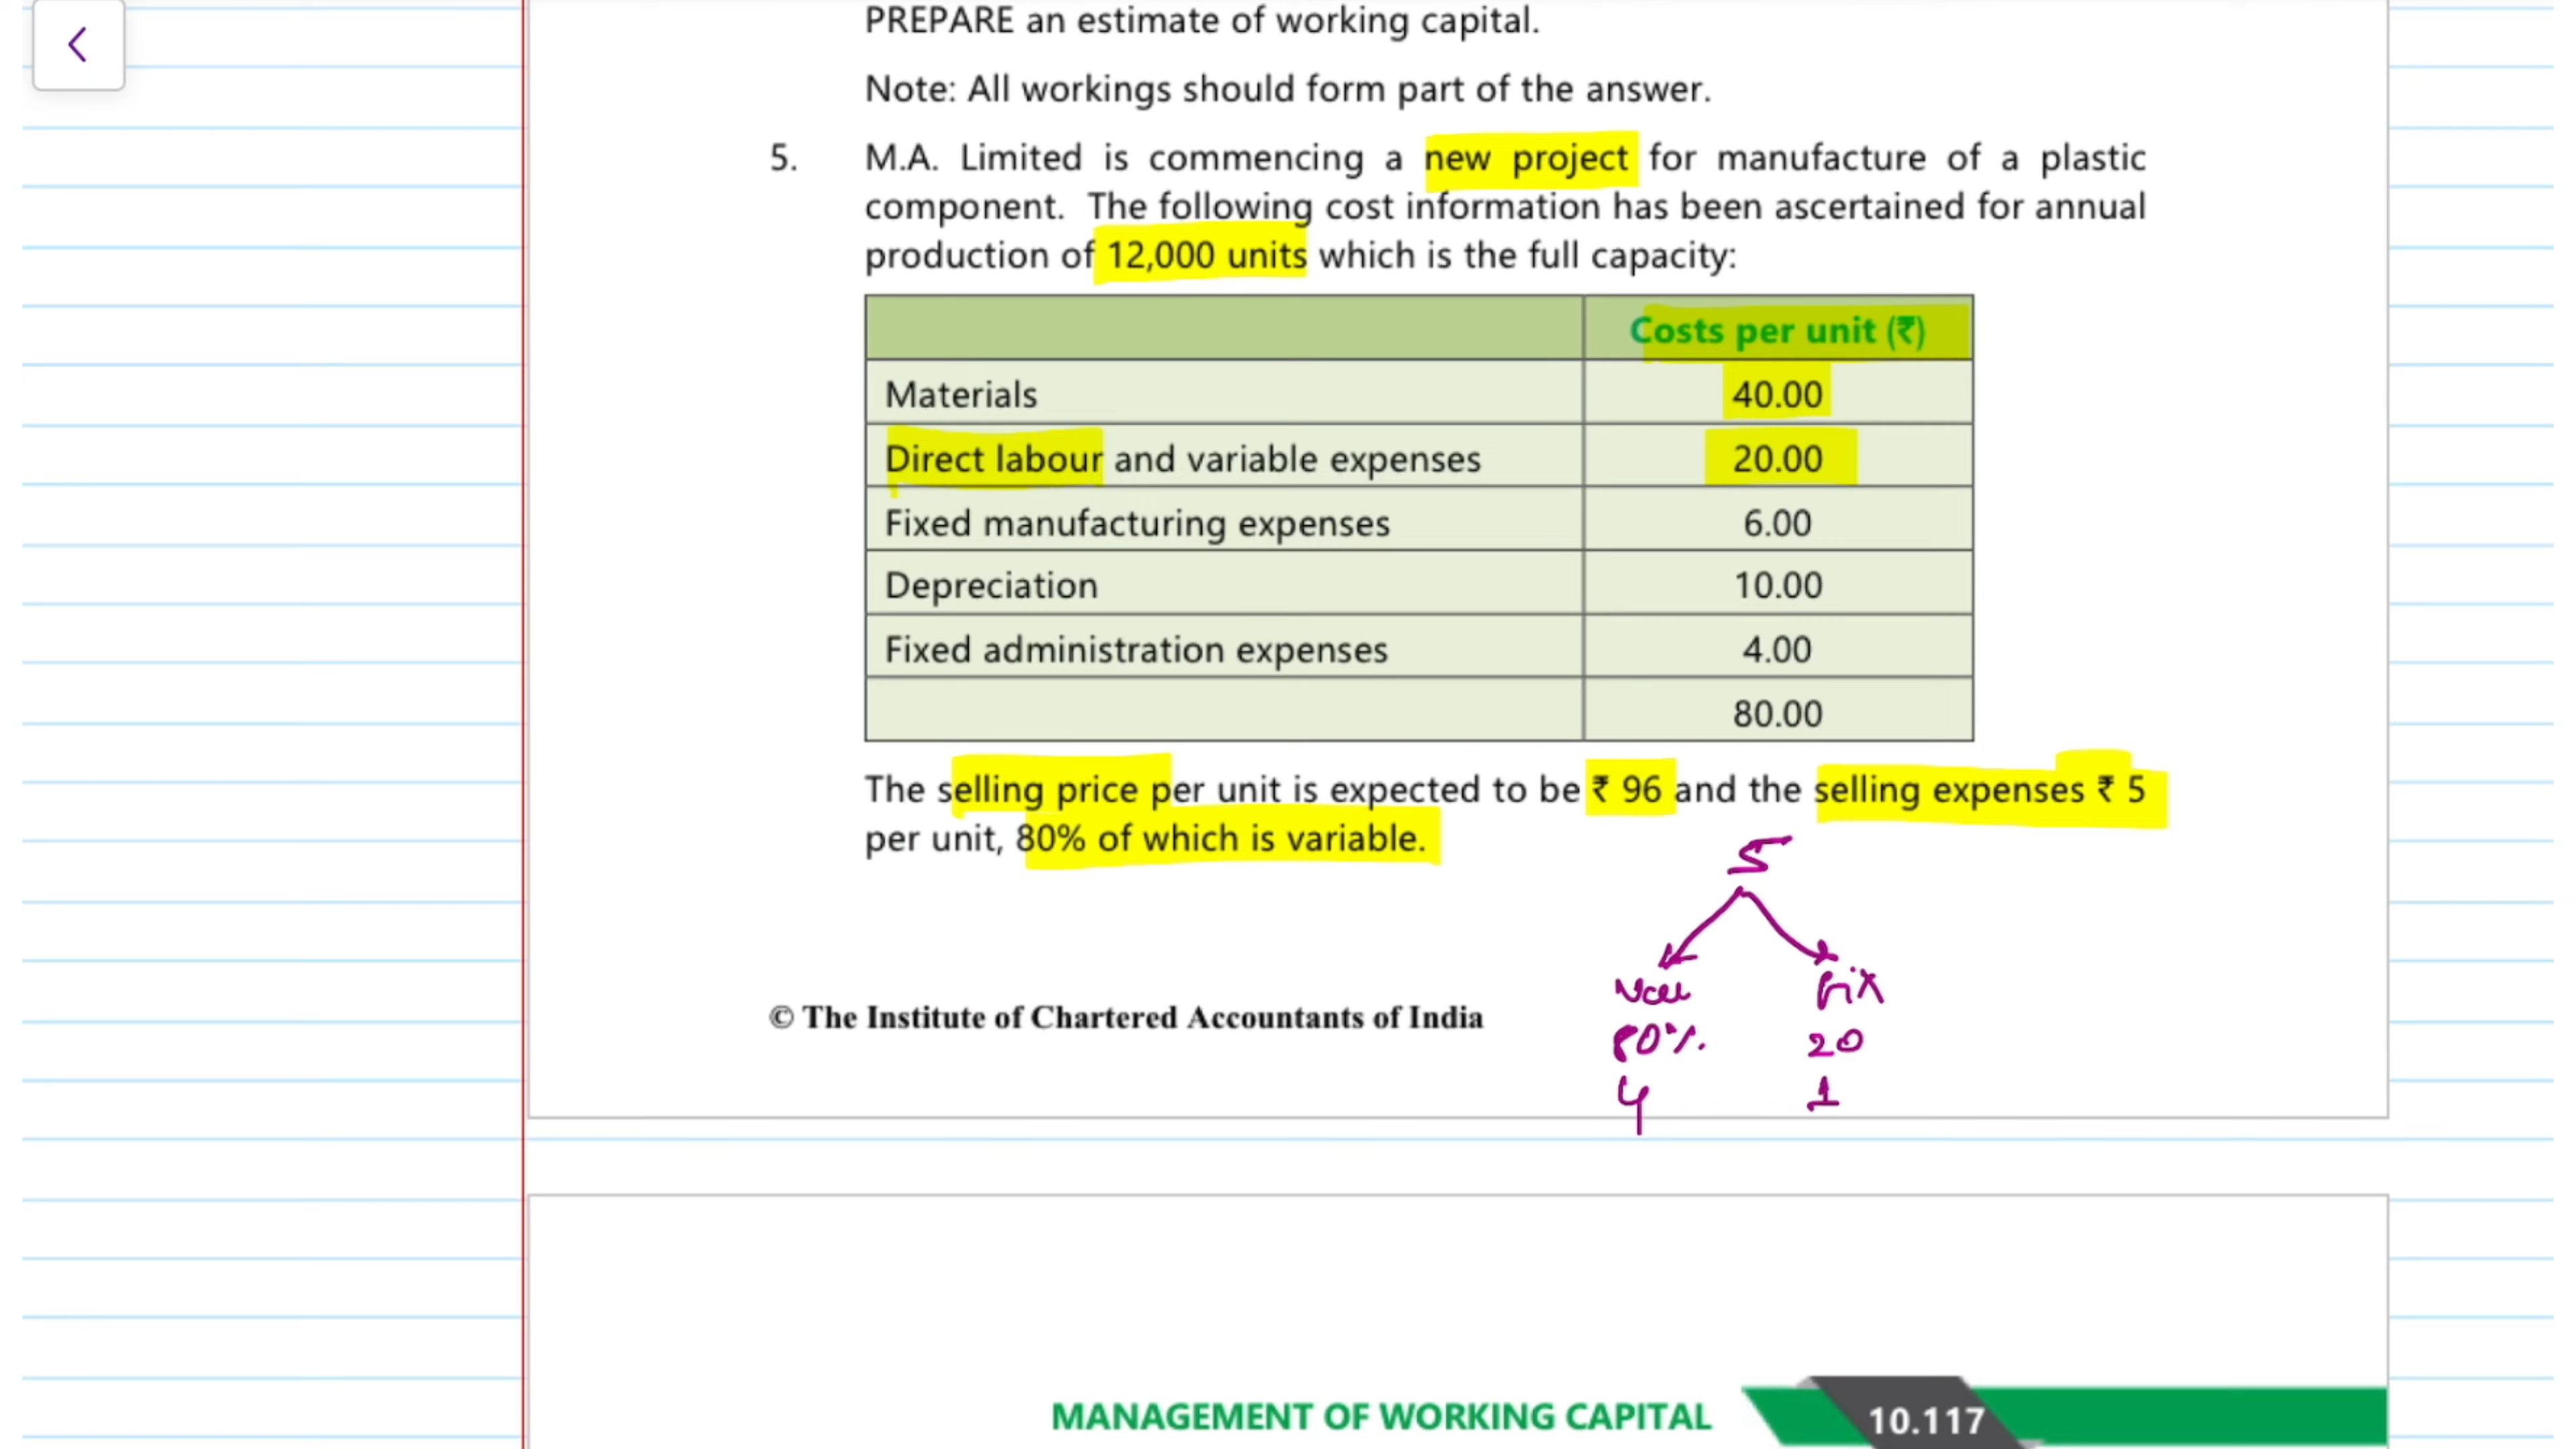 PREPARE an estimate of working capital.
Note: All workings should form part of the answer.
5. M.A. Limited is commencing a new project for manufacture of a plastic
component. The following cost information has been ascertained for annual
production of 12,000 units which is the full capacity:
Costs per unit (₹)
Materials 40.00
Direct labour and variable expenses 20.00
Fixed manufacturing expenses 6.00
Depreciation 10.00
Fixed administration expenses 4.00
80.00
The selling price per unit is expected to be ₹ 96 and the selling expenses ₹ 5
per unit, 80% of which is variable.
5
fix
80% 20
4 1
© The Institute of Chartered Accountants of India
MANAGEMENT OF WORKING CAPITAL 10.117